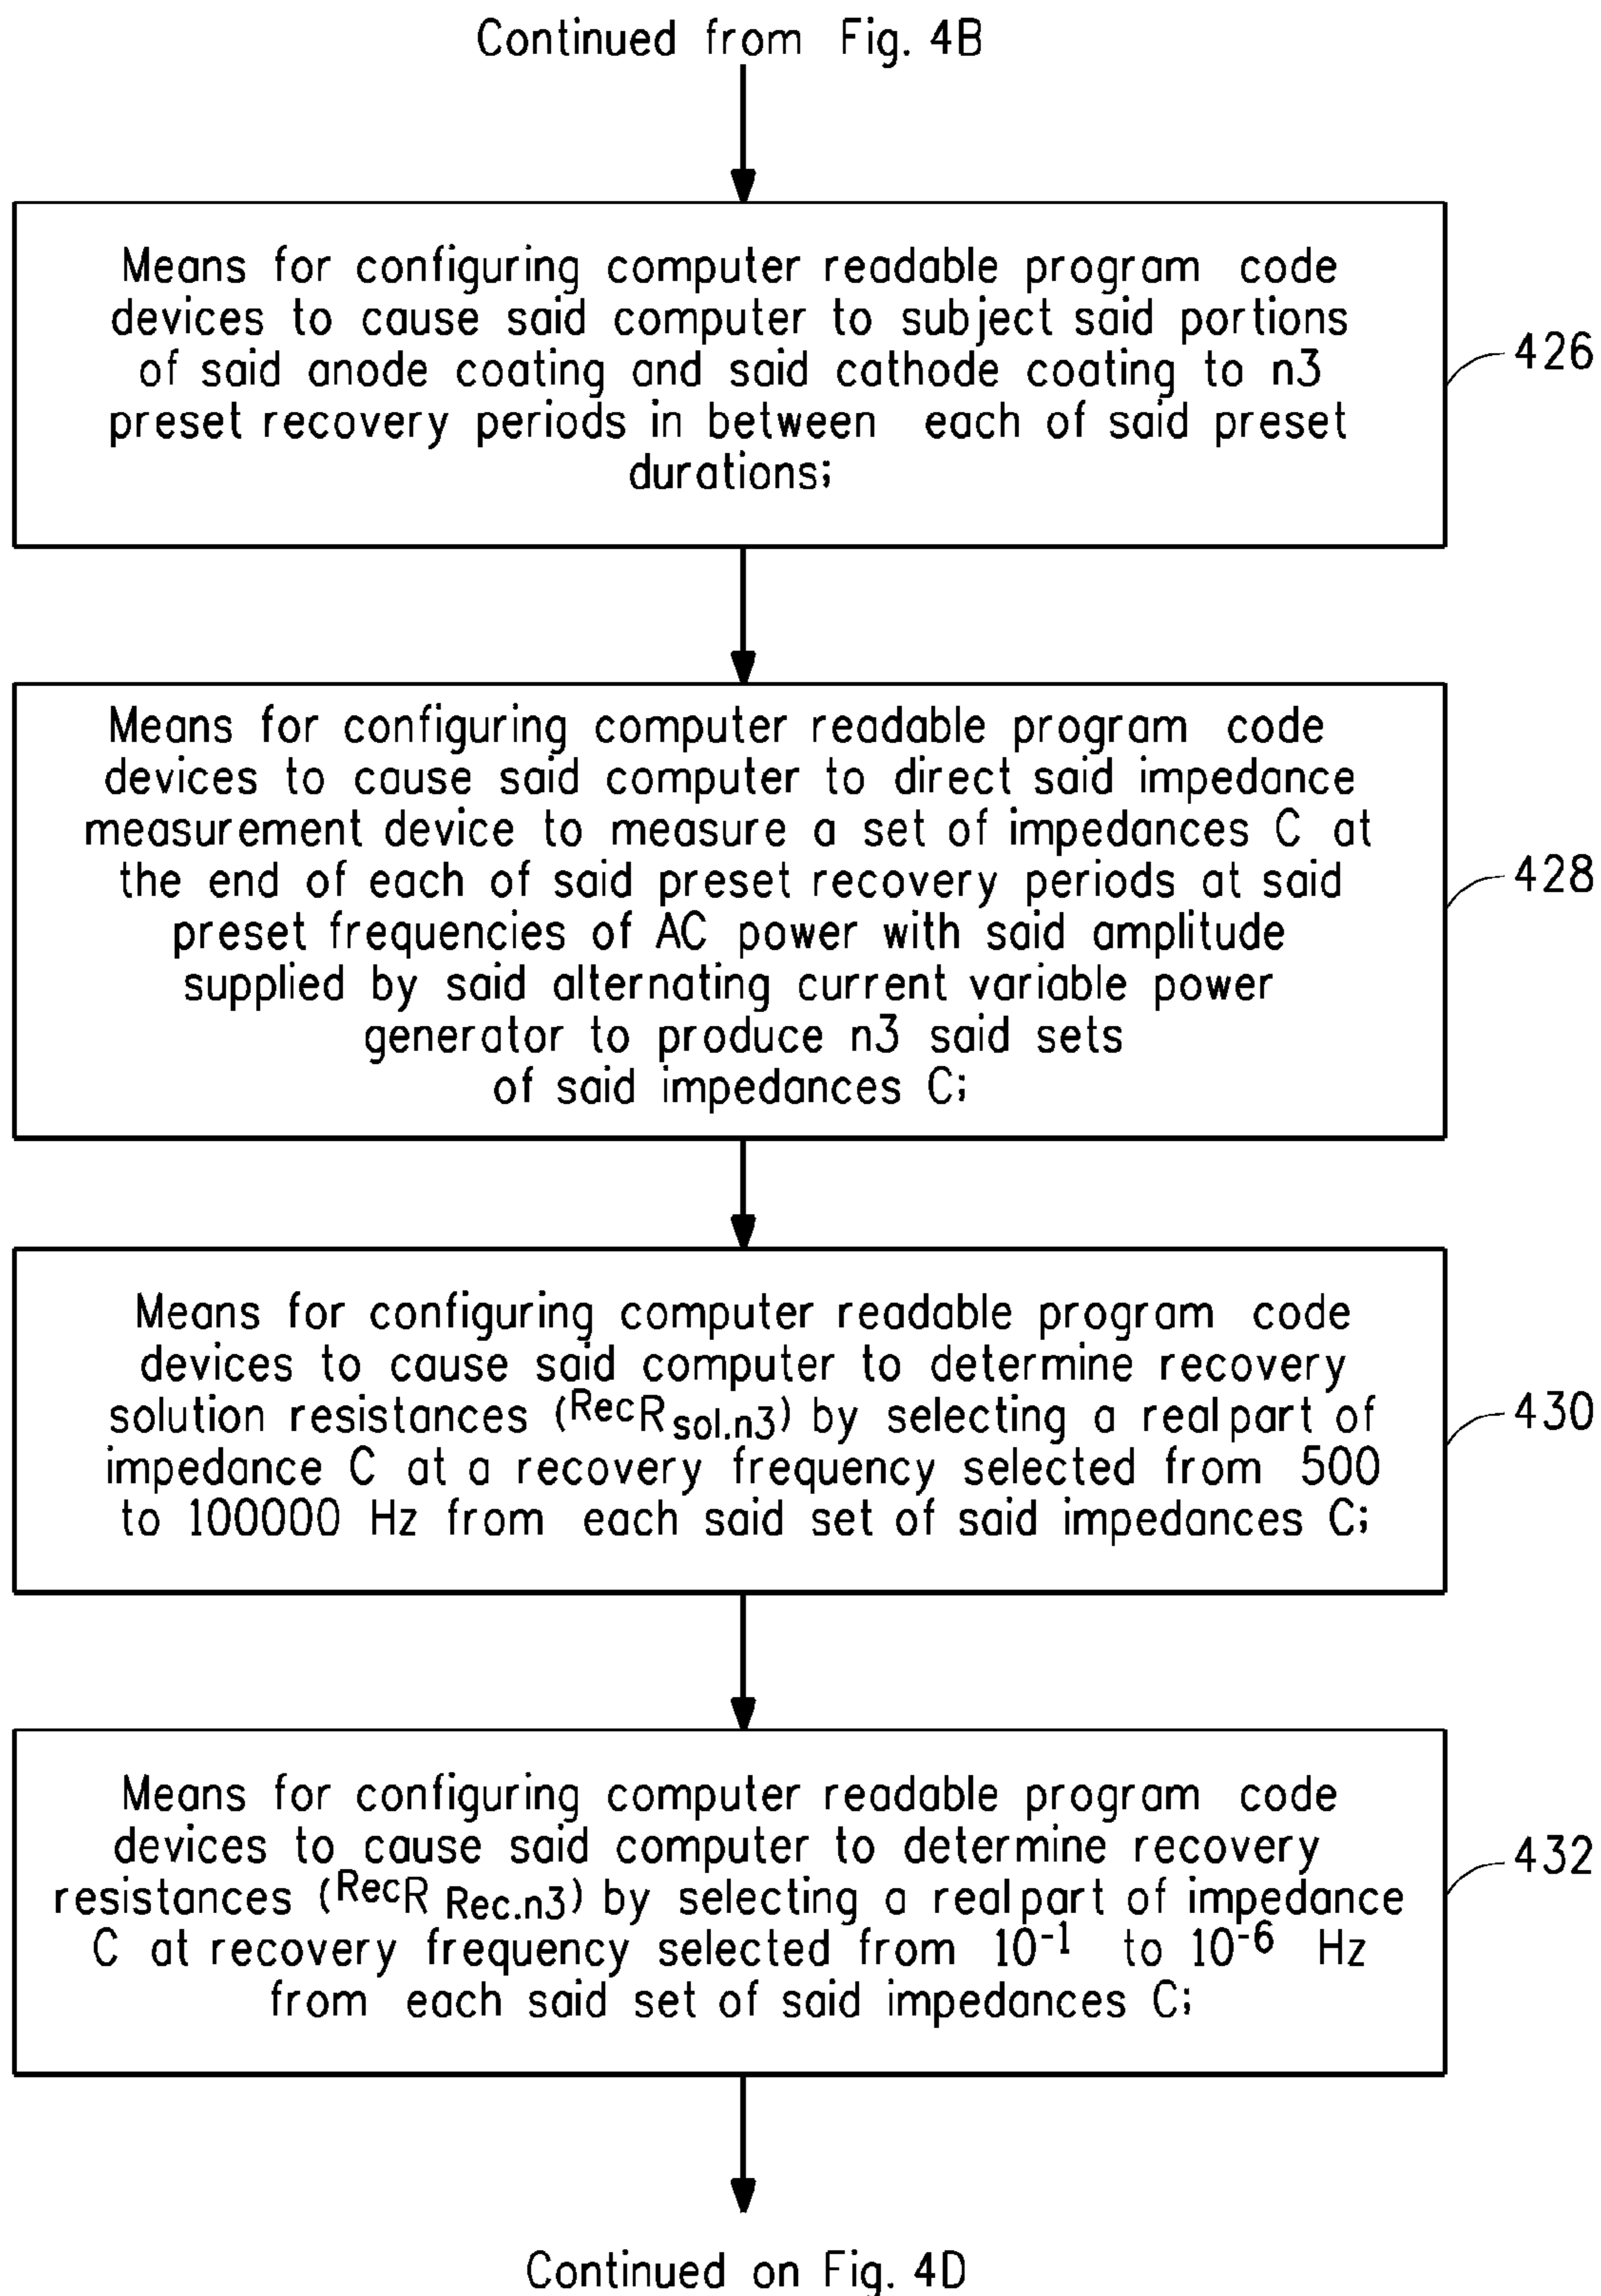 Continued from Fig. 4B
Means for configuring computer readable program code
devices to cause said computer to subject said portions
of said anode coating and said cathode coating to n3
preset recovery periods in between each of said preset
durations;
426
Means for configuring computer readable program code
devices to cause said computer to direct said impedance
measurement device to measure a set of impedances C at
the end of each of said preset recovery periods at said
preset frequencies of AC power with said amplitude
supplied by said alternating current variable power
generator to produce n3 said sets
of said impedances C;
428
Means for configuring computer readable program code
devices to cause said computer to determine recovery
solution resistances (RecR sol.n3) by selecting a real part of
impedance C at a recovery frequency selected from 500
to 100000 Hz from each said set of said impedances C;
430
Means for configuring computer readable program code
devices to cause said computer to determine recovery
resistances (RecR Rec.n3) by selecting a real part of impedance
C at recovery frequency selected from 10⁻¹ to 10⁻⁶ Hz
from each said set of said impedances C;
432
Continued on Fig. 4D